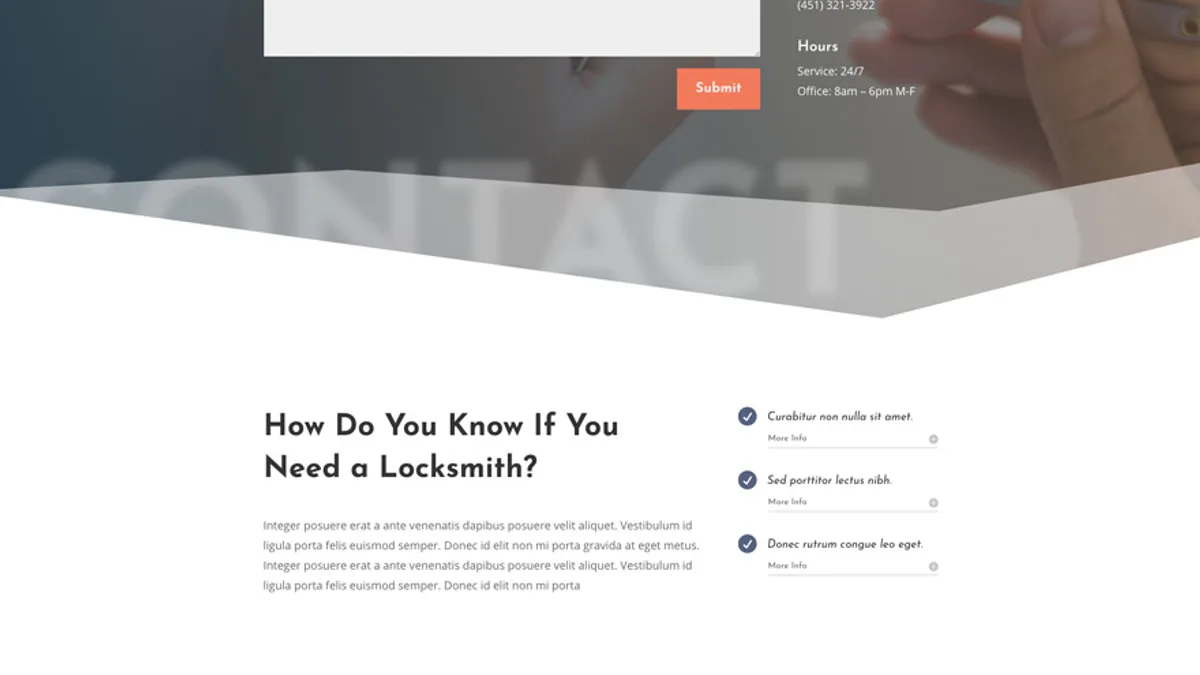 (451) 321-3922
Hours
Service: 24/7
Office: 8am – 6pm M-F
Submit
CONTACT
How Do You Know If You
Need a Locksmith?
Integer posuere erat a ante venenatis dapibus posuere velit aliquet. Vestibulum id
ligula porta felis euismod semper. Donec id elit non mi porta gravida at eget metus.
Integer posuere erat a ante venenatis dapibus posuere velit aliquet. Vestibulum id
ligula porta felis euismod semper. Donec id elit non mi porta
Curabitur non nulla sit amet.
More Info
Sed porttitor lectus nibh.
More Info
Donec rutrum congue leo eget.
More Info